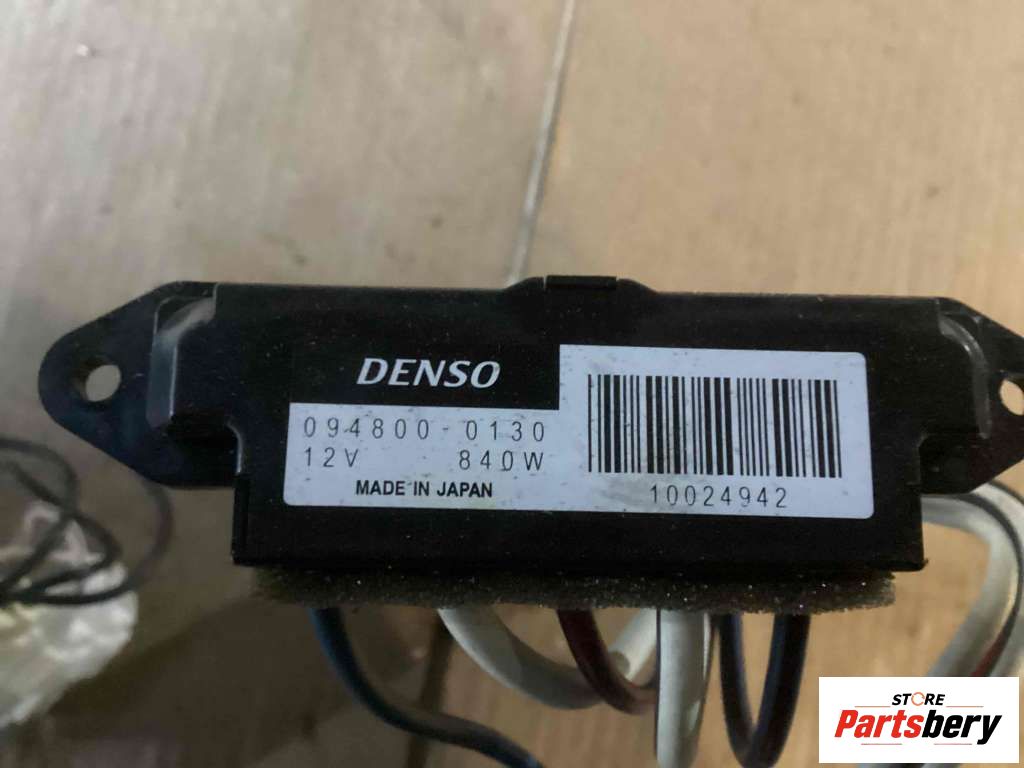 DENSO
094800-0130
12V 840W
MADE IN JAPAN
10024942
STORE
Partsbery